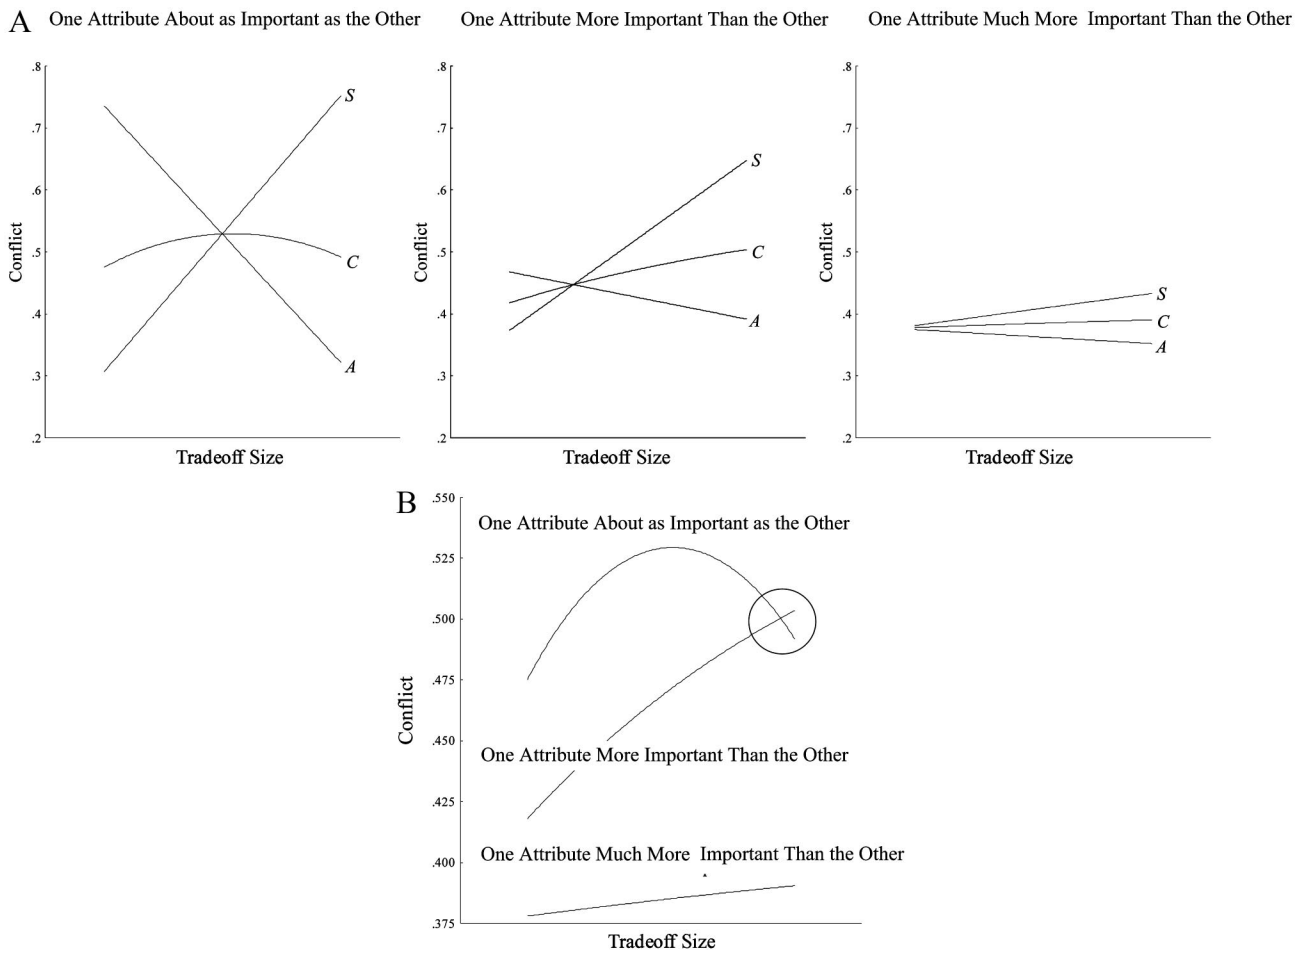 A
One Attribute About as Important as the Other
One Attribute More Important Than the Other
One Attribute Much More Important Than the Other
.8
.7
.6
.5
.4
.3
.2
Conflict
S
C
A
Tradeoff Size
.8
.7
.6
.5
.4
.3
.2
Conflict
S
C
A
Tradeoff Size
.8
.7
.6
.5
.4
.3
.2
Conflict
S
C
A
Tradeoff Size
B
.550
.525
.500
.475
.450
.425
.400
.375
Conflict
One Attribute About as Important as the Other
One Attribute More Important Than the Other
One Attribute Much More Important Than the Other
Tradeoff Size